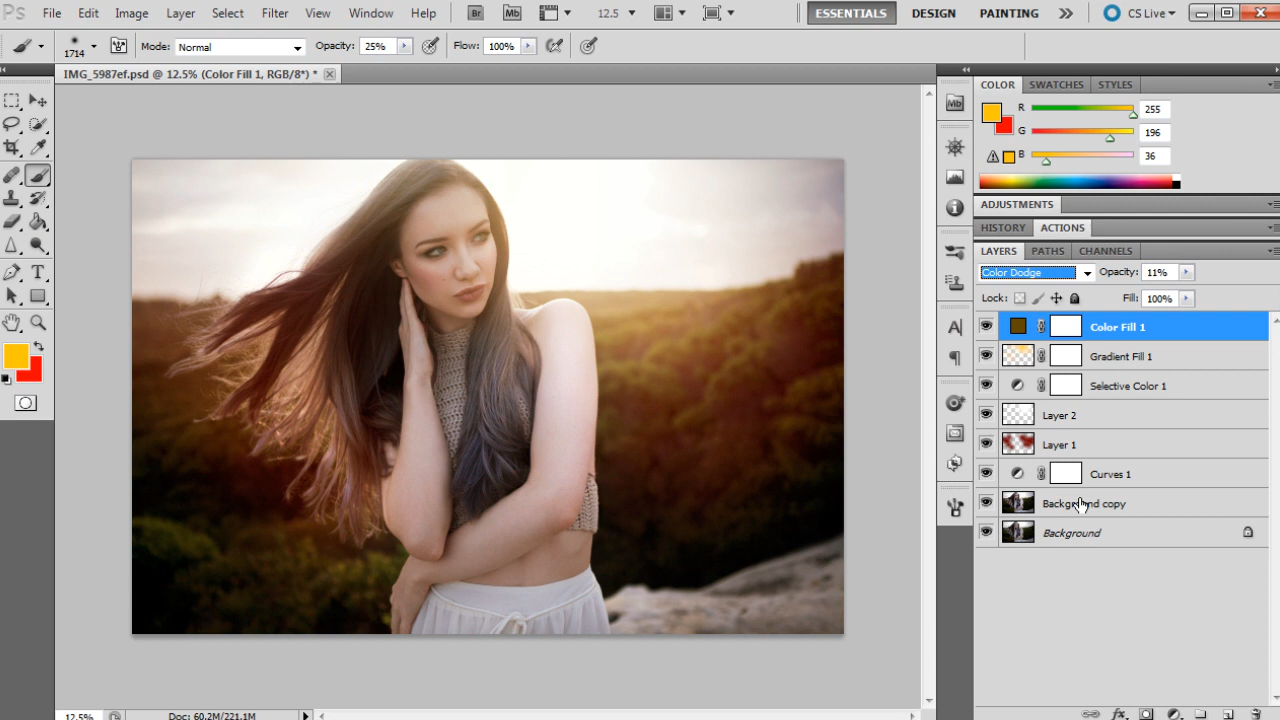 Ps File Edit Image Layer Select Filter View Window Help Br Mb 12.5 ESSENTIALS DESIGN PAINTING CS Live
1714 Mode: Normal Opacity: 25% Flow: 100%
IMG_5987ef.psd @ 12.5% (Color Fill 1, RGB/8*) *
COLOR SWATCHES STYLES
Mb
R 255
G 196
B 36
ADJUSTMENTS
HISTORY ACTIONS
LAYERS PATHS CHANNELS
Color Dodge Opacity: 11%
Lock: Fill: 100%
Color Fill 1
Gradient Fill 1
Selective Color 1
Layer 2
Layer 1
Curves 1
Background copy
Background
12.5% Doc: 60.2M/221.1M